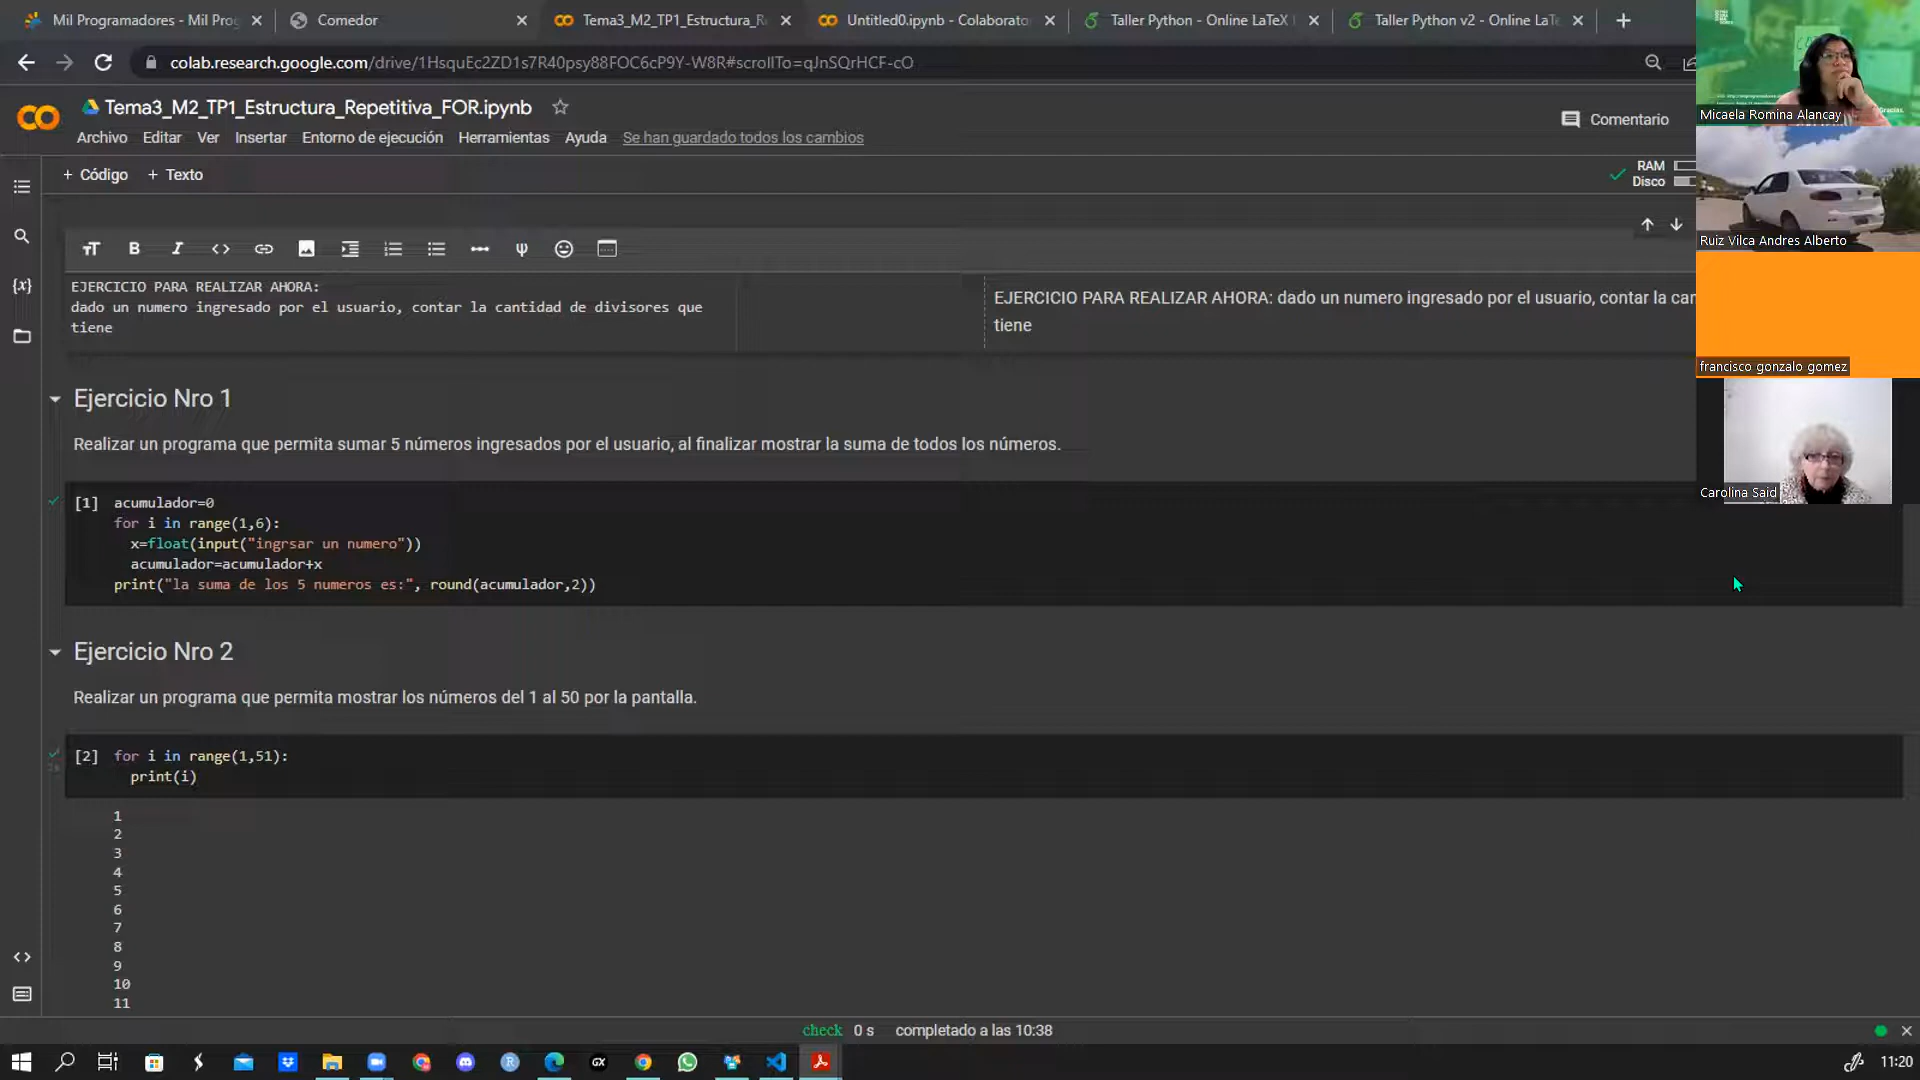 Mil Programadores - Mil Prog
Comedor
Tema3_M2_TP1_Estructura_R
Untitled0.ipynb - Colaborato
Taller Python - Online LaTeX
Taller Python v2 - Online LaTe
colab.research.google.com/drive/1HsquEc2ZD1s7R40psy88FOC6cP9Y-W8R#scrollTo=qJnSQrHCF-cO
Tema3_M2_TP1_Estructura_Repetitiva_FOR.ipynb
Comentario
Archivo Editar Ver Insertar Entorno de ejecución Herramientas Ayuda Se han guardado todos los cambios
+ Código + Texto
RAM
Disco
EJERCICIO PARA REALIZAR AHORA:
dado un numero ingresado por el usuario, contar la cantidad de divisores que
tiene
EJERCICIO PARA REALIZAR AHORA: dado un numero ingresado por el usuario, contar la can
tiene
Ejercicio Nro 1
Realizar un programa que permita sumar 5 números ingresados por el usuario, al finalizar mostrar la suma de todos los números.
[1] acumulador=0
for i in range(1,6):
x=float(input("ingrsar un numero"))
acumulador=acumulador+x
print("la suma de los 5 numeros es:", round(acumulador,2))
Ejercicio Nro 2
Realizar un programa que permita mostrar los números del 1 al 50 por la pantalla.
[2] for i in range(1,51):
print(i)
1
2
3
4
5
6
7
8
9
10
11
check 0 s completado a las 10:38
11:20
Gracias.
Micaela Romina Alancay
Ruiz Vilca Andres Alberto
francisco gonzalo gomez
Carolina Said